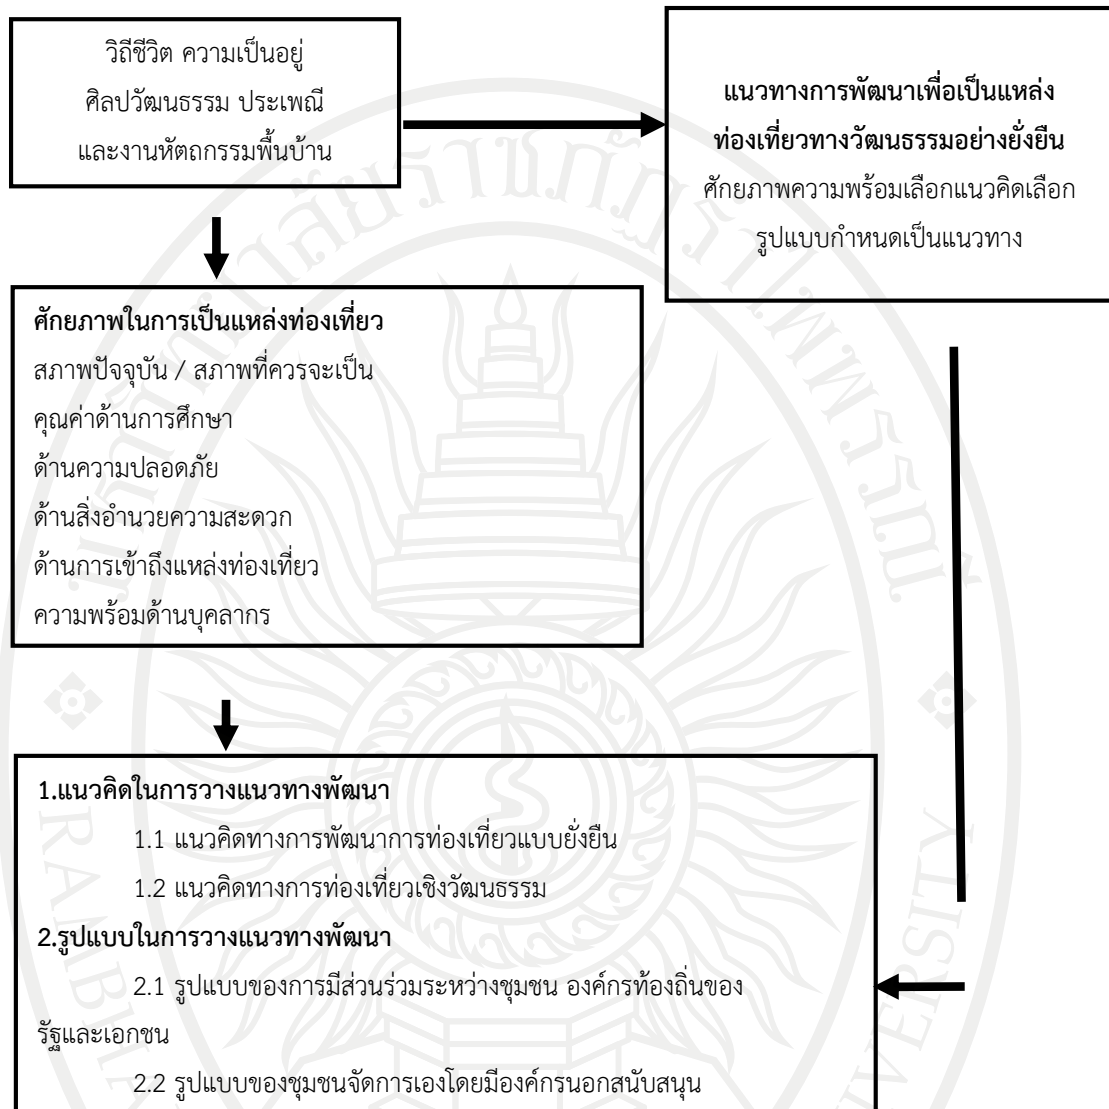 วิถีชีวิต ความเป็นอยู่
ศิลปวัฒนธรรม ประเพณี
และงานหัตถกรรมพื้นบ้าน
แนวทางการพัฒนาเพื่อเป็นแหล่ง
ท่องเที่ยวทางวัฒนธรรมอย่างยั่งยืน
ศักยภาพความพร้อมเลือกแนวคิดเลือก
รูปแบบกำหนดเป็นแนวทาง
ศักยภาพในการเป็นแหล่งท่องเที่ยว
สภาพปัจจุบัน / สภาพที่ควรจะเป็น
คุณค่าด้านการศึกษา
ด้านความปลอดภัย
ด้านสิ่งอำนวยความสะดวก
ด้านการเข้าถึงแหล่งท่องเที่ยว
ความพร้อมด้านบุคลากร
1.แนวคิดในการวางแนวทางพัฒนา
1.1 แนวคิดทางการพัฒนาการท่องเที่ยวแบบยั่งยืน
1.2 แนวคิดทางการท่องเที่ยวเชิงวัฒนธรรม
2.รูปแบบในการวางแนวทางพัฒนา
2.1 รูปแบบของการมีส่วนร่วมระหว่างชุมชน องค์กรท้องถิ่นของ
รัฐและเอกชน
2.2 รูปแบบของชุมชนจัดการเองโดยมีองค์กรนอกสนับสนุน